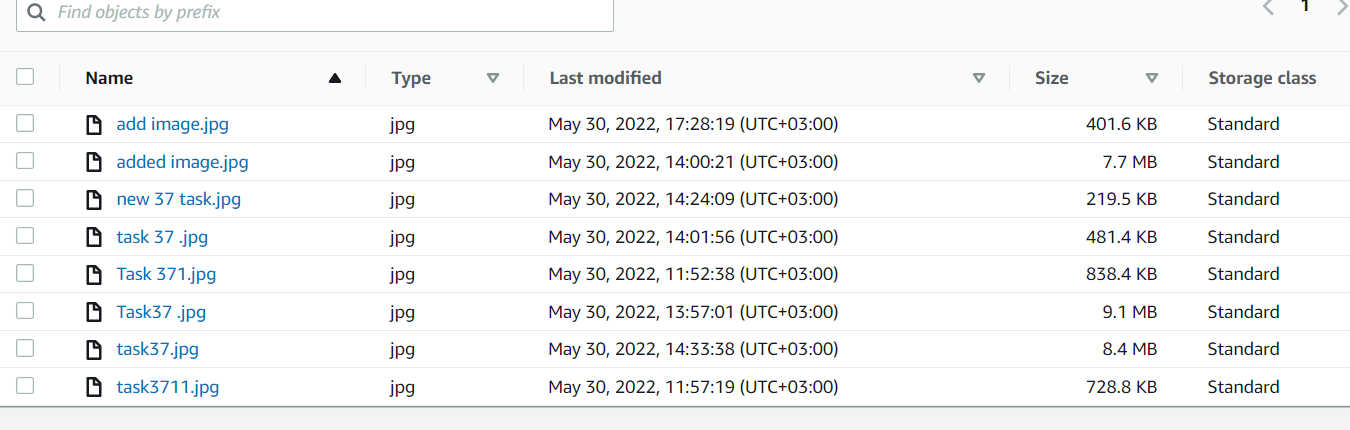 Find objects by prefix 1
Name Type Last modified Size Storage class
add image.jpg jpg May 30, 2022, 17:28:19 (UTC+03:00) 401.6 KB Standard
added image.jpg jpg May 30, 2022, 14:00:21 (UTC+03:00) 7.7 MB Standard
new 37 task.jpg jpg May 30, 2022, 14:24:09 (UTC+03:00) 219.5 KB Standard
task 37 .jpg jpg May 30, 2022, 14:01:56 (UTC+03:00) 481.4 KB Standard
Task 371.jpg jpg May 30, 2022, 11:52:38 (UTC+03:00) 838.4 KB Standard
Task37 .jpg jpg May 30, 2022, 13:57:01 (UTC+03:00) 9.1 MB Standard
task37.jpg jpg May 30, 2022, 14:33:38 (UTC+03:00) 8.4 MB Standard
task3711.jpg jpg May 30, 2022, 11:57:19 (UTC+03:00) 728.8 KB Standard